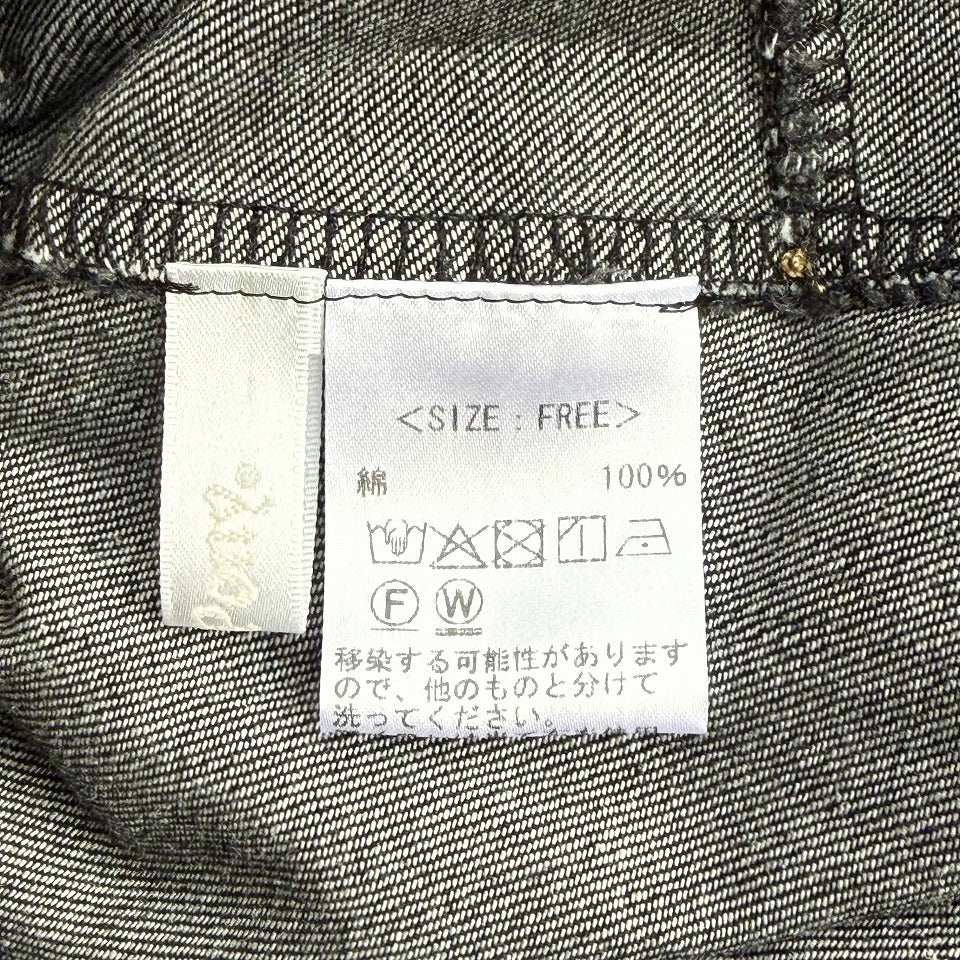 <SIZE : FREE>
綿 100%
F W
移染する可能性があります
ので、他のものと分けて
洗ってください。